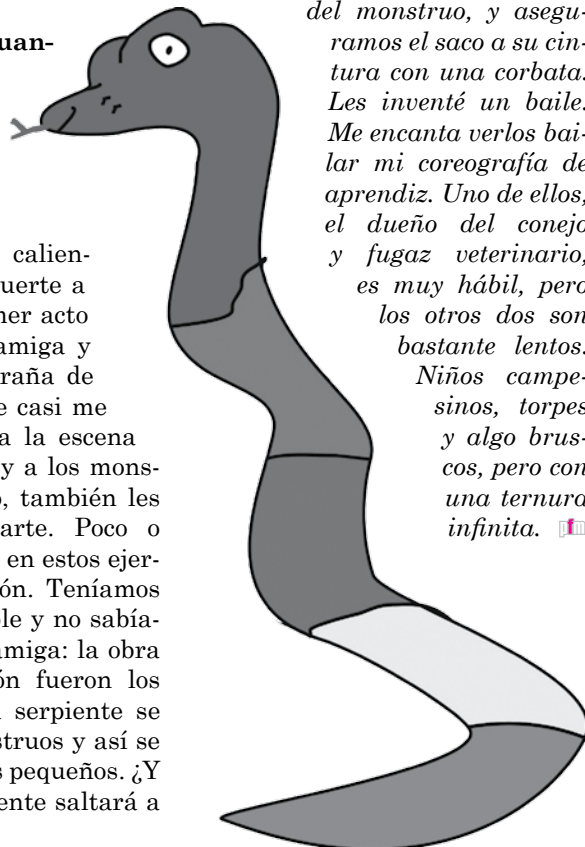 uan-
calien-
uerte a
ner acto
amiga y
raña de
e casi me
a la escena
y a los mons-
o, también les
arte. Poco o
en estos ejer-
ón. Teníamos
ble y no sabía-
amiga: la obra
ón fueron los
serpiente se
struos y así se
s pequeños. ¿Y
ente saltará a
del monstruo, y asegu-
ramos el saco a su cin-
tura con una corbata.
Les inventé un baile.
Me encanta verlos bai-
lar mi coreografía de
aprendiz. Uno de ellos,
el dueño del conejo
y fugaz veterinario,
es muy hábil, pero
los otros dos son
bastante lentos.
Niños campe-
sinos, torpes
y algo brus-
cos, pero con
una ternura
infinita. pfm